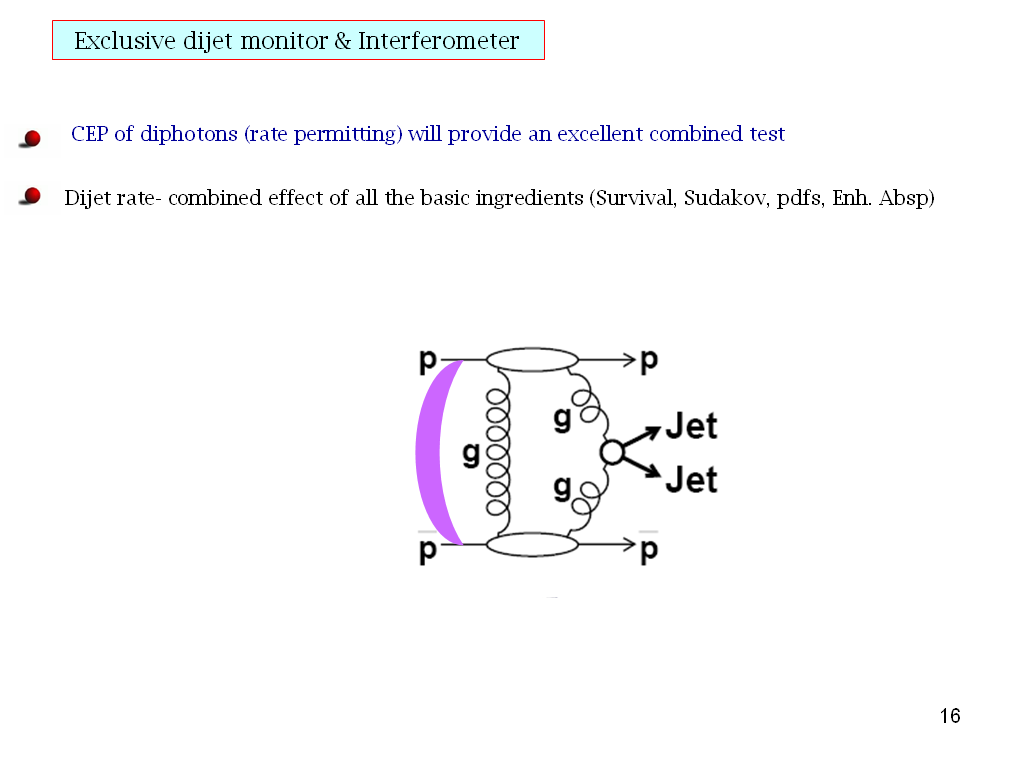 Exclusive dijet monitor & Interferometer
CEP of diphotons (rate permitting) will provide an excellent combined test
Dijet rate- combined effect of all the basic ingredients (Survival, Sudakov, pdfs, Enh. Absp)
p p
g Jet
g
g Jet
p̅ p̅
16